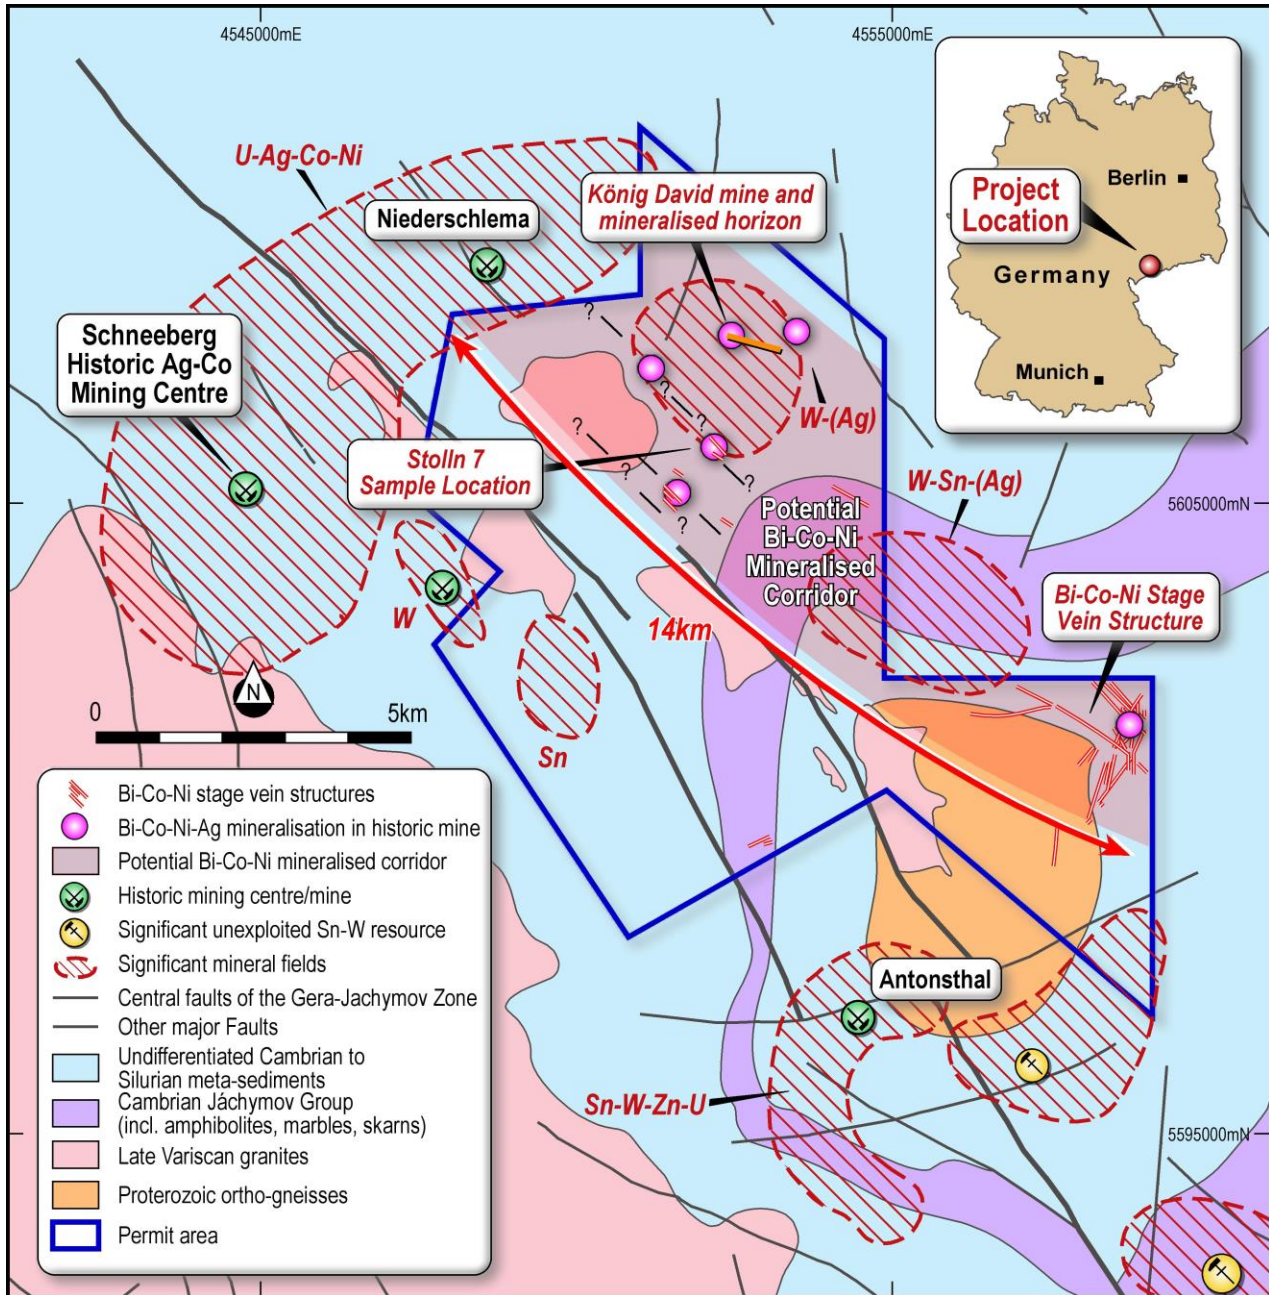 4545000mE
4555000mE
U-Ag-Co-Ni
Niederschlema
König David mine and
mineralised horizon
Project
Location
Berlin
Germany
Munich
Schneeberg
Historic Ag-Co
Mining Centre
?
?
?
?
?
?
?
?
W-(Ag)
Stolln 7
Sample Location
W-Sn-(Ag)
5605000mN
Potential
Bi-Co-Ni
Mineralised
Corridor
Bi-Co-Ni Stage
Vein Structure
W
14km
N
Sn
0
5km
Bi-Co-Ni stage vein structures
Bi-Co-Ni-Ag mineralisation in historic mine
Potential Bi-Co-Ni mineralised corridor
Historic mining centre/mine
Significant unexploited Sn-W resource
Significant mineral fields
Central faults of the Gera-Jachymov Zone
Other major Faults
Undifferentiated Cambrian to
Silurian meta-sediments
Cambrian Jáchymov Group
(incl. amphibolites, marbles, skarns)
Late Variscan granites
Proterozoic ortho-gneisses
Permit area
Antonsthal
Sn-W-Zn-U
5595000mN